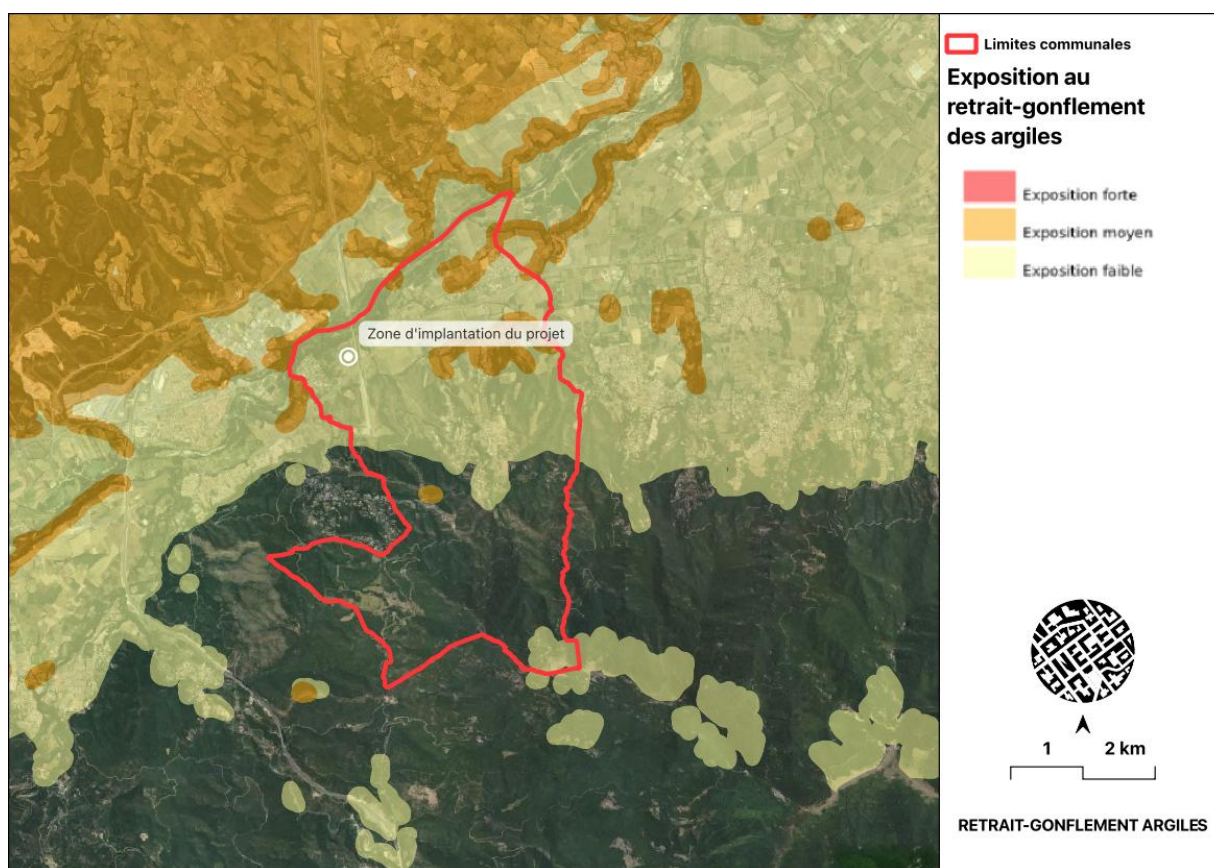 Zone d'implantation du projet
Limites communales
Exposition au
retrait-gonflement
des argiles
Exposition forte
Exposition moyen
Exposition faible
1 2 km
RETRAIT-GONFLEMENT ARGILES